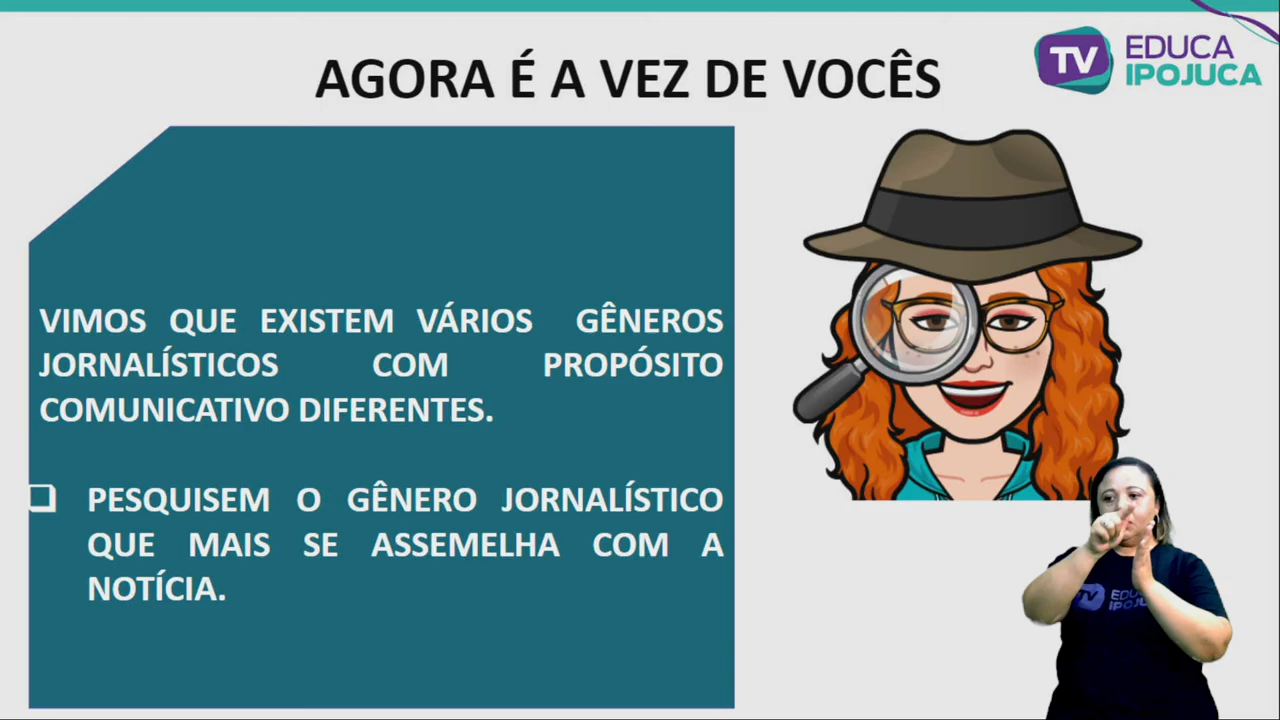 AGORA É A VEZ DE VOCÊS
TV EDUCA
IPOJUCA
VIMOS QUE EXISTEM VÁRIOS GÊNEROS
JORNALÍSTICOS COM PROPÓSITO
COMUNICATIVO DIFERENTES.
PESQUISEM O GÊNERO JORNALÍSTICO
QUE MAIS SE ASSEMELHA COM A
NOTÍCIA.
TV